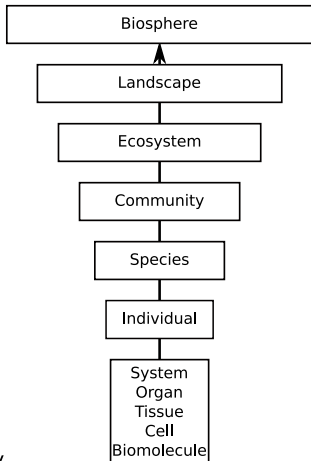 Biosphere
Landscape
Ecosystem
Community
Species
Individual
System
Organ
Tissue
Cell
Biomolecule